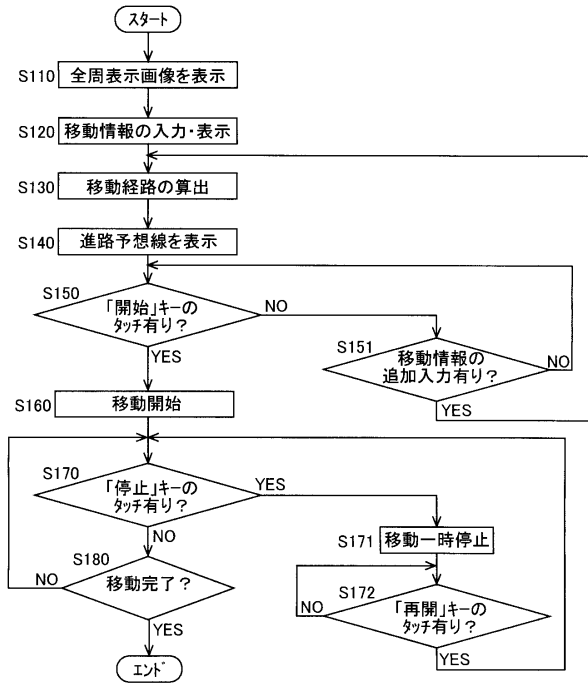 スタート
S110 全周表示画像を表示
S120 移動情報の入力・表示
S130 移動経路の算出
S140 進路予想線を表示
S150
「開始」キーの
タッチ有り?
NO
YES
S151
移動情報の
追加入力有り?
NO
YES
S160 移動開始
S170
「停止」キーの
タッチ有り?
YES
NO
S171 移動一時停止
S180
移動完了?
NO
YES
S172
「再開」キーの
タッチ有り?
NO
YES
エンド